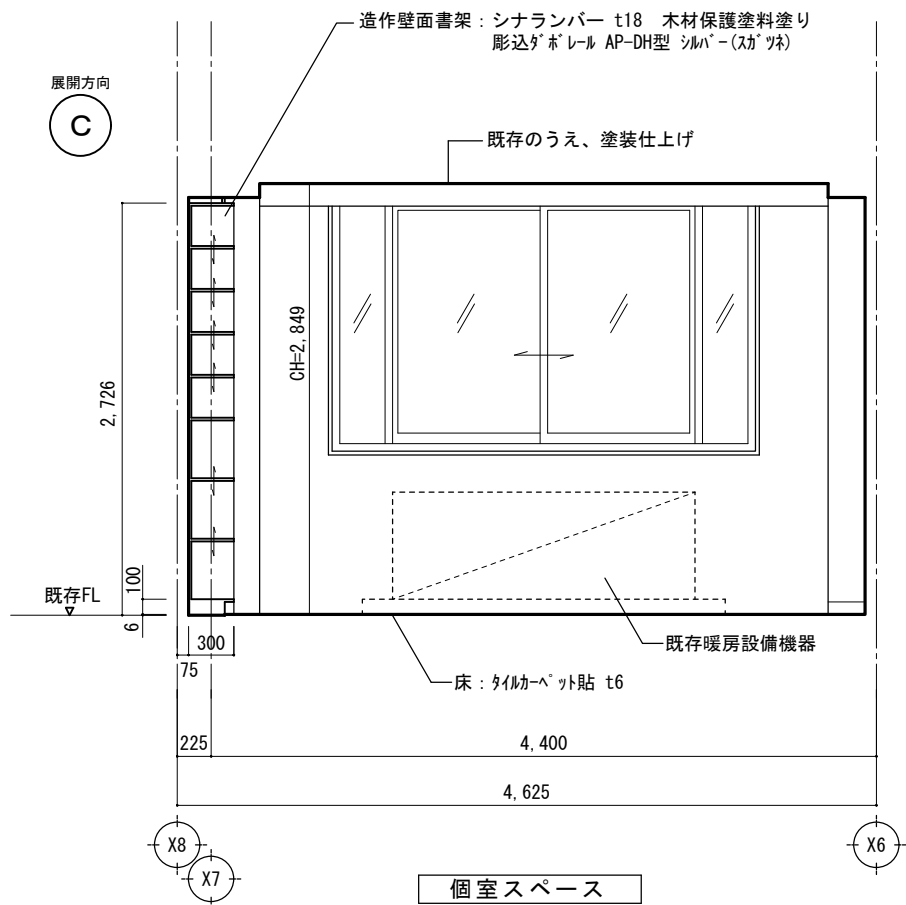 造作壁面書架：シナランバー t18 木材保護塗料塗り
彫込ﾀﾞﾎﾞﾚｰﾙ AP-DH型 ｼﾙﾊﾞｰ(ｽｶﾞﾂﾈ)
展開方向
C
既存のうえ、塗装仕上げ
CH=2,849
2,726
100
既存FL
6
300
75
既存暖房設備機器
床：ﾀｲﾙｶｰﾍﾟｯﾄ貼 t6
225
4,400
4,625
X8
X7
X6
個室スペース